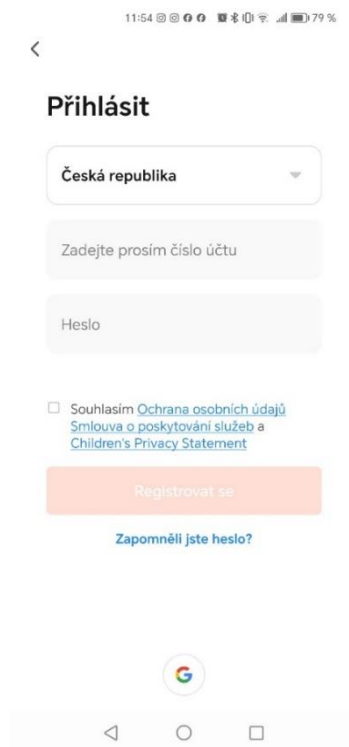 11:54 79 %
Přihlásit
Česká republika
Zadejte prosím číslo účtu
Heslo
Souhlasím Ochrana osobních údajů
Smlouva o poskytování služeb a
Children's Privacy Statement
Registrovat se
Zapomněli jste heslo?
G